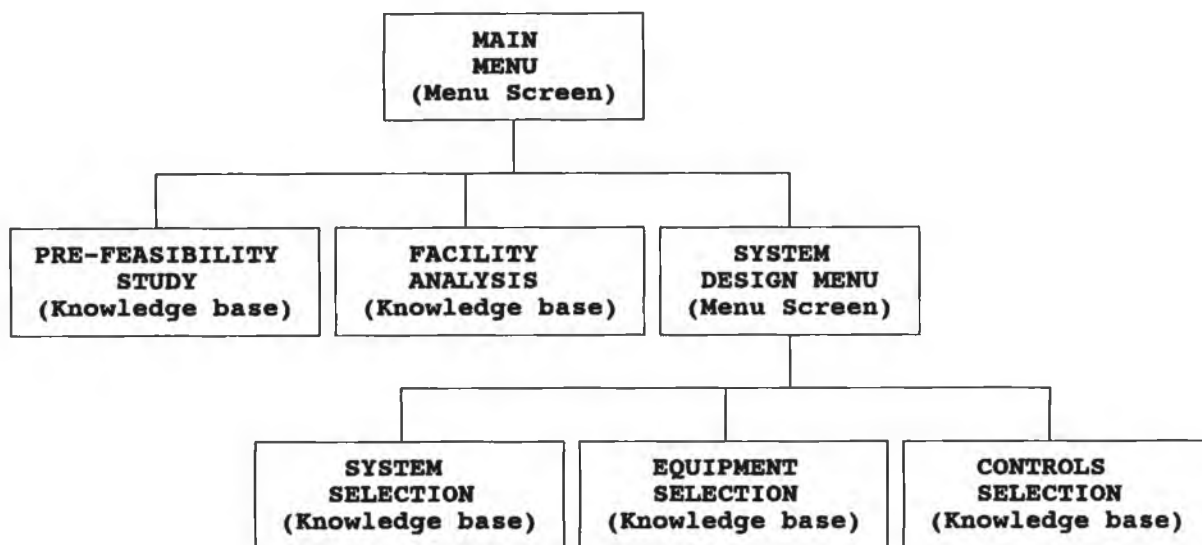 MAIN
MENU
(Menu Screen)
PRE-FEASIBILITY
STUDY
(Knowledge base)
FACILITY
ANALYSIS
(Knowledge base)
SYSTEM
DESIGN MENU
(Menu Screen)
SYSTEM
SELECTION
(Knowledge base)
EQUIPMENT
SELECTION
(Knowledge base)
CONTROLS
SELECTION
(Knowledge base)